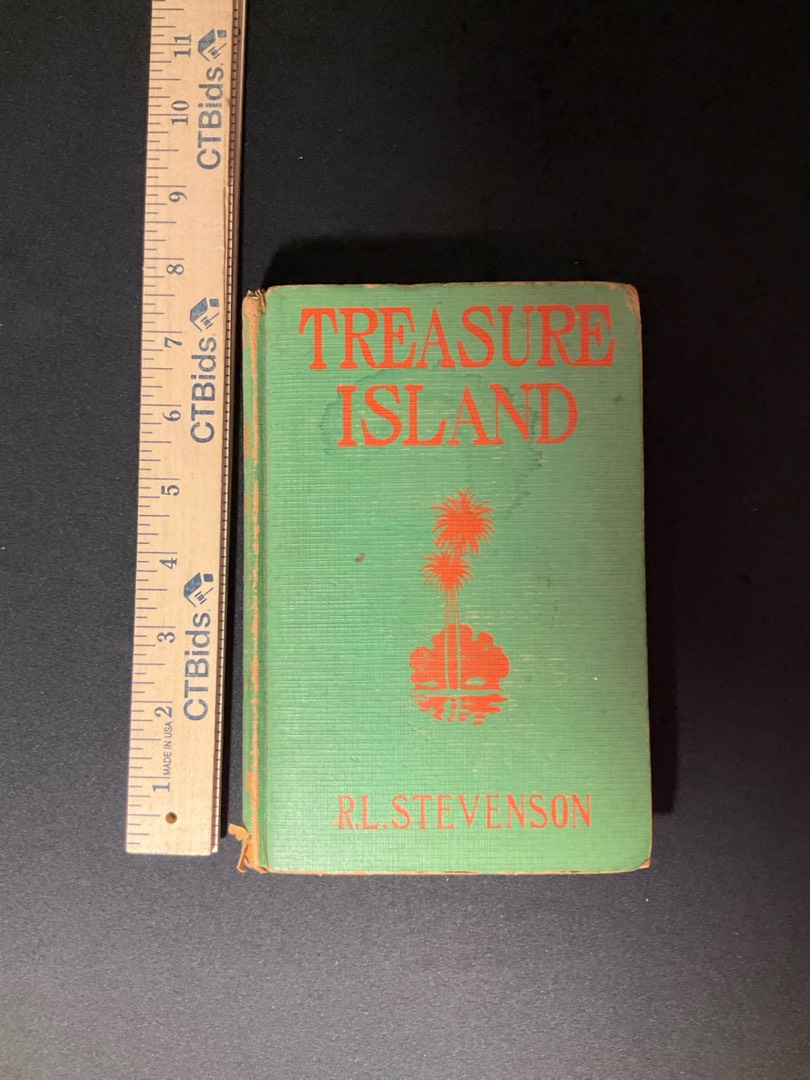 TREASURE
ISLAND
R.L.STEVENSON
1 2 3 4 5 6 7 8 9 10 11
MADE IN USA
CTBids.
CTBids.
CTBids.